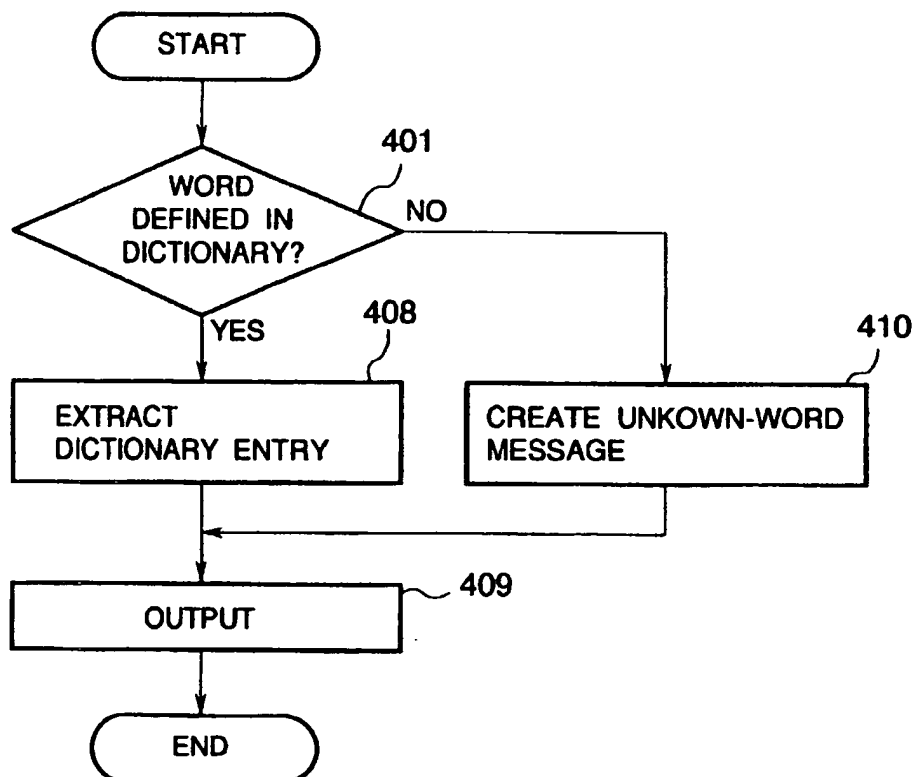 START
401
WORD
DEFINED IN
DICTIONARY?
NO
YES
408
EXTRACT
DICTIONARY ENTRY
410
CREATE UNKOWN-WORD
MESSAGE
409
OUTPUT
END